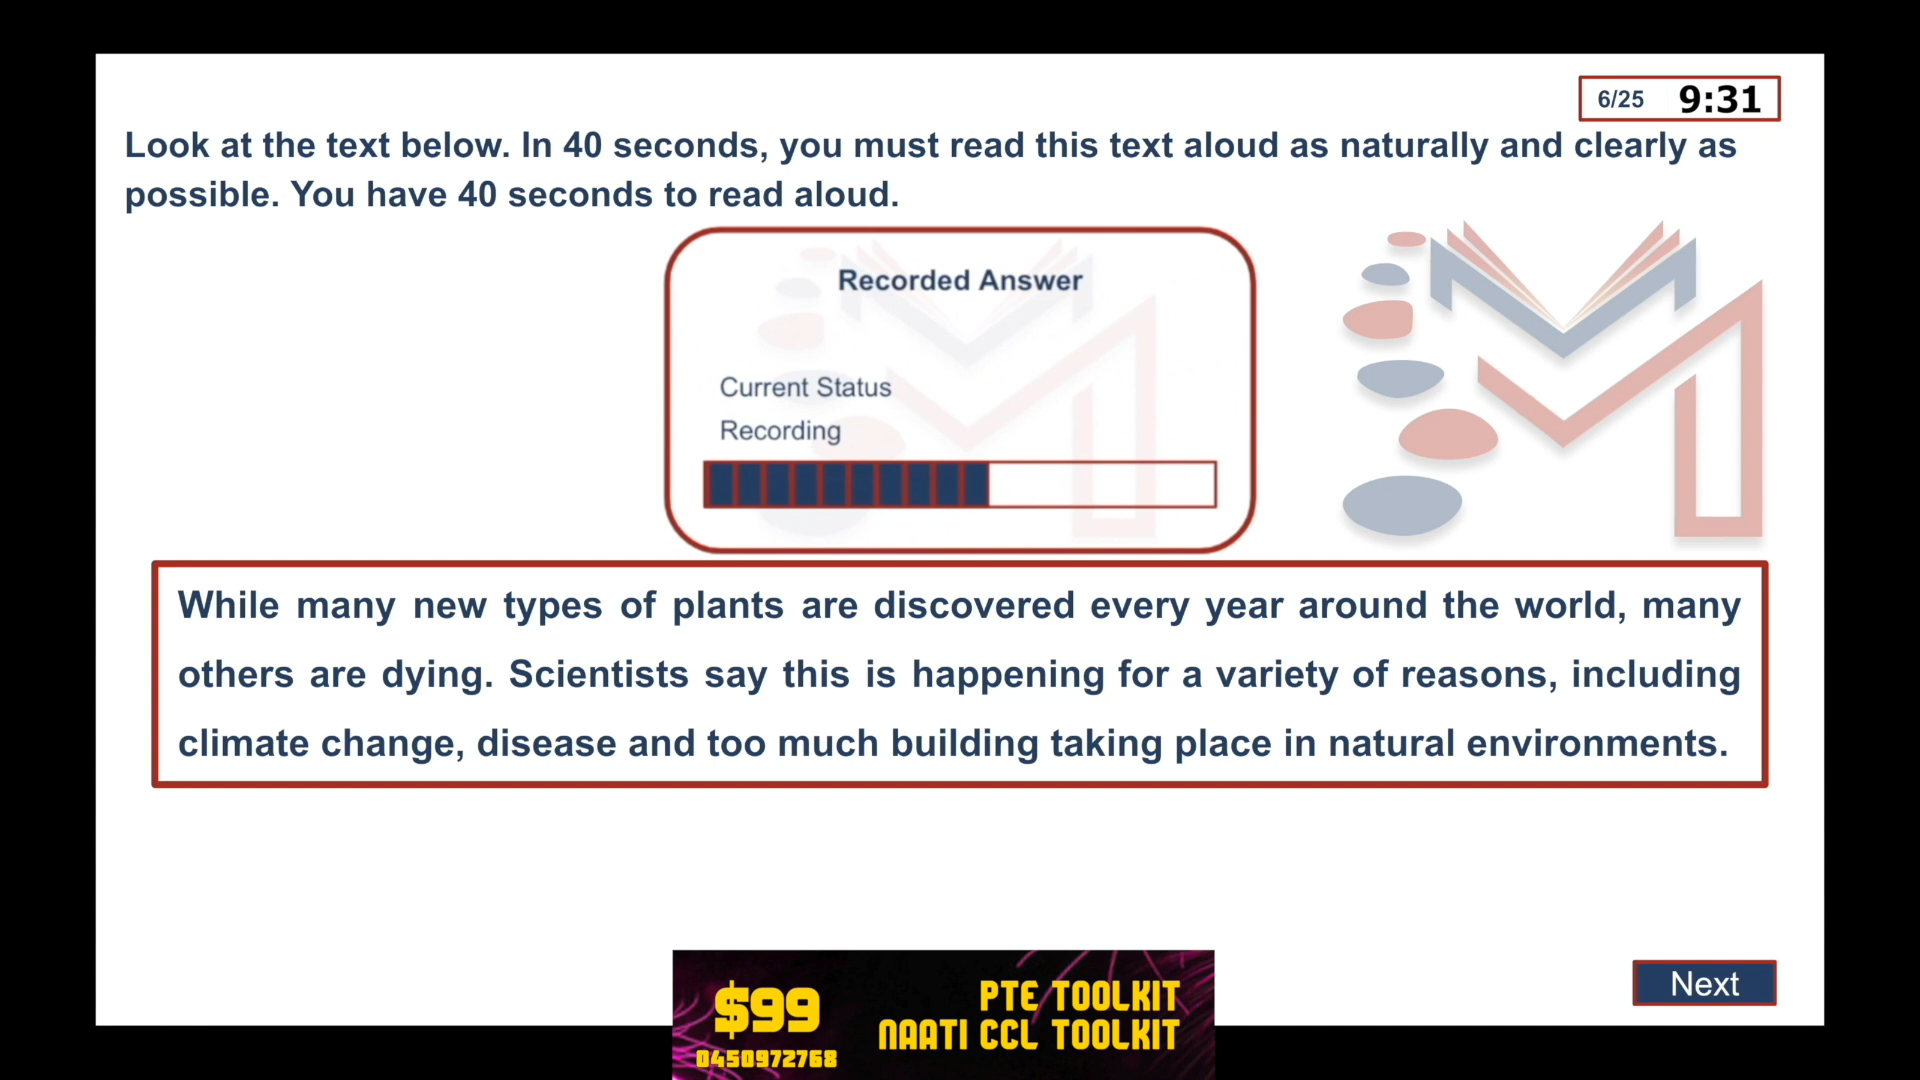 6/25 9:31
Look at the text below. In 40 seconds, you must read this text aloud as naturally and clearly as
possible. You have 40 seconds to read aloud.
Recorded Answer
Current Status
Recording
While many new types of plants are discovered every year around the world, many
others are dying. Scientists say this is happening for a variety of reasons, including
climate change, disease and too much building taking place in natural environments.
Next
$99
0450972768
PTE TOOLKIT
NAATI CCL TOOLKIT